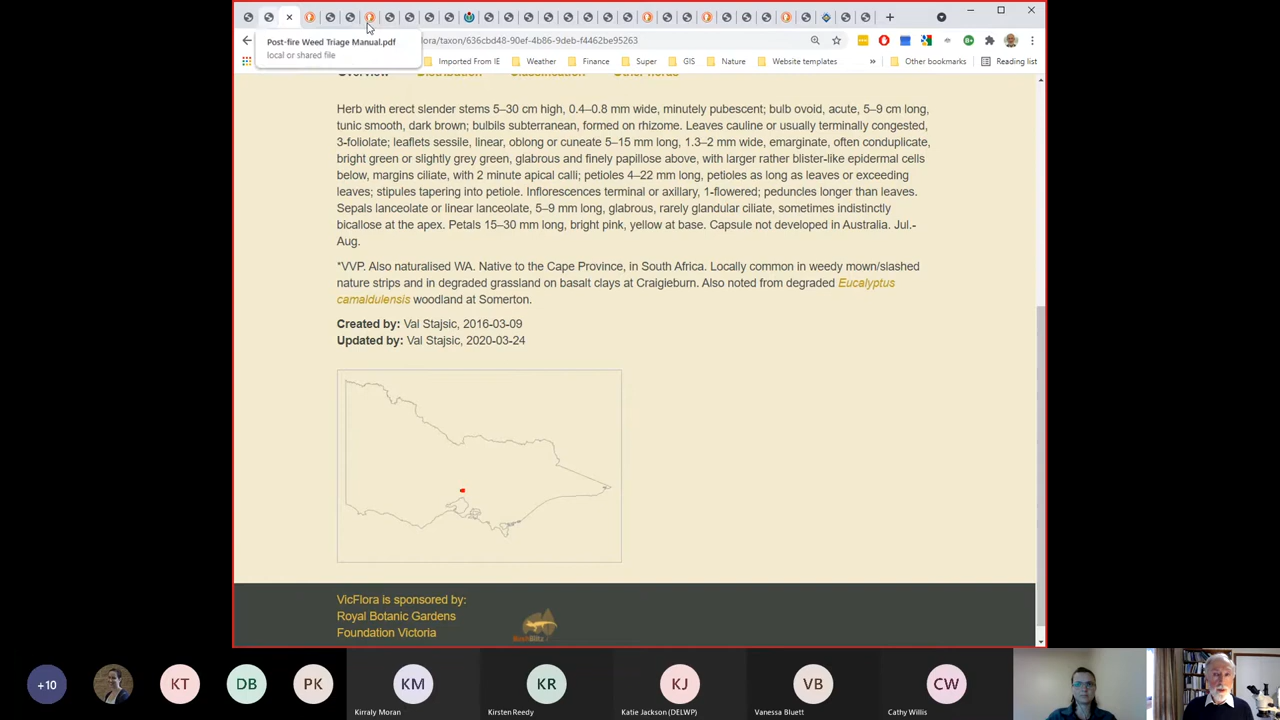 Post-fire Weed Triage Manual.pdf
local or shared file
ora/taxon/636cbd48-90ef-4b86-9deb-f4462be95263
Imported From IE
Weather
Finance
Super
GIS
Nature
Website templates
»
Other bookmarks
Reading list
Overview
Distribution
Classification
Herb with erect slender stems 5–30 cm high, 0.4–0.8 mm wide, minutely pubescent; bulb ovoid, acute, 5–9 cm long,
tunic smooth, dark brown; bulbils subterranean, formed on rhizome. Leaves cauline or usually terminally congested,
3-foliolate; leaflets sessile, linear, oblong or cuneate 5–15 mm long, 1.3–2 mm wide, emarginate, often conduplicate,
bright green or slightly grey green, glabrous and finely papillose above, with larger rather blister-like epidermal cells
below, margins ciliate, with 2 minute apical calli; petioles 4–22 mm long, petioles as long as leaves or exceeding
leaves; stipules tapering into petiole. Inflorescences terminal or axillary, 1-flowered; peduncles longer than leaves.
Sepals lanceolate or linear lanceolate, 5–9 mm long, glabrous, rarely glandular ciliate, sometimes indistinctly
bicallose at the apex. Petals 15–30 mm long, bright pink, yellow at base. Capsule not developed in Australia. Jul.-
Aug.
*VVP. Also naturalised WA. Native to the Cape Province, in South Africa. Locally common in weedy mown/slashed
nature strips and in degraded grassland on basalt clays at Craigieburn. Also noted from degraded Eucalyptus
camaldulensis woodland at Somerton.
Created by: Val Stajsic, 2016-03-09
Updated by: Val Stajsic, 2020-03-24
VicFlora is sponsored by:
Royal Botanic Gardens
Foundation Victoria
+10
KT
DB
PK
KM
Kirraly Moran
KR
Kirsten Reedy
KJ
Katie Jackson (DELWP)
VB
Vanessa Bluett
CW
Cathy Willis